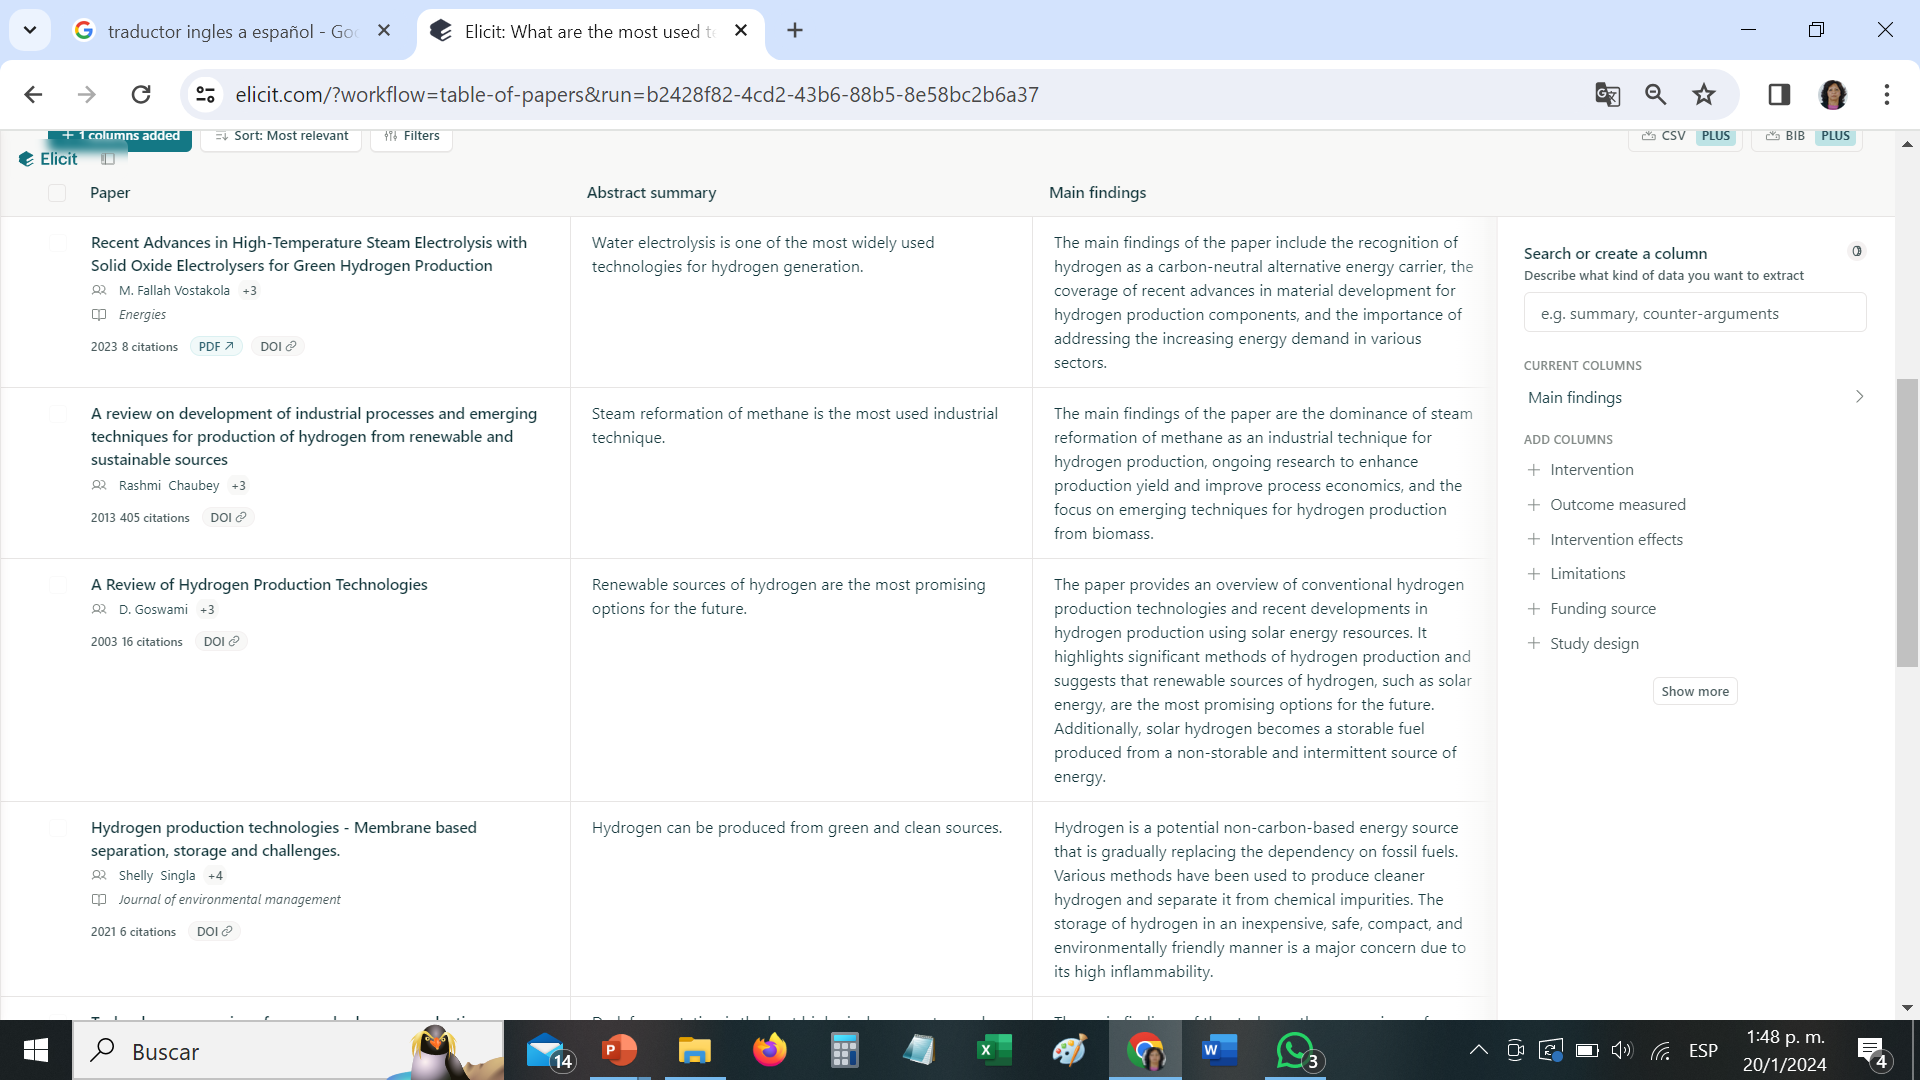 traductor ingles a español - Goo
Elicit: What are the most used te
elicit.com/?workflow=table-of-papers&run=b2428f82-4cd2-43b6-88b5-8e58bc2b6a37
+ 1 columns added
Sort: Most relevant
Filters
CSV PLUS
BIB PLUS
Elicit
Paper
Abstract summary
Main findings
Recent Advances in High-Temperature Steam Electrolysis with
Solid Oxide Electrolysers for Green Hydrogen Production
M. Fallah Vostakola +3
Energies
2023 8 citations PDF DOI
Water electrolysis is one of the most widely used
technologies for hydrogen generation.
The main findings of the paper include the recognition of
hydrogen as a carbon-neutral alternative energy carrier, the
coverage of recent advances in material development for
hydrogen production components, and the importance of
addressing the increasing energy demand in various
sectors.
A review on development of industrial processes and emerging
techniques for production of hydrogen from renewable and
sustainable sources
Rashmi Chaubey +3
2013 405 citations DOI
Steam reformation of methane is the most used industrial
technique.
The main findings of the paper are the dominance of steam
reformation of methane as an industrial technique for
hydrogen production, ongoing research to enhance
production yield and improve process economics, and the
focus on emerging techniques for hydrogen production
from biomass.
A Review of Hydrogen Production Technologies
D. Goswami +3
2003 16 citations DOI
Renewable sources of hydrogen are the most promising
options for the future.
The paper provides an overview of conventional hydrogen
production technologies and recent developments in
hydrogen production using solar energy resources. It
highlights significant methods of hydrogen production and
suggests that renewable sources of hydrogen, such as solar
energy, are the most promising options for the future.
Additionally, solar hydrogen becomes a storable fuel
produced from a non-storable and intermittent source of
energy.
Hydrogen production technologies - Membrane based
separation, storage and challenges.
Shelly Singla +4
Journal of environmental management
2021 6 citations DOI
Hydrogen can be produced from green and clean sources.
Hydrogen is a potential non-carbon-based energy source
that is gradually replacing the dependency on fossil fuels.
Various methods have been used to produce cleaner
hydrogen and separate it from chemical impurities. The
storage of hydrogen in an inexpensive, safe, compact, and
environmentally friendly manner is a major concern due to
its high inflammability.
Search or create a column
Describe what kind of data you want to extract
e.g. summary, counter-arguments
CURRENT COLUMNS
Main findings
ADD COLUMNS
+ Intervention
+ Outcome measured
+ Intervention effects
+ Limitations
+ Funding source
+ Study design
Show more
Buscar
14
3
ESP
1:48 p. m.
20/1/2024
4